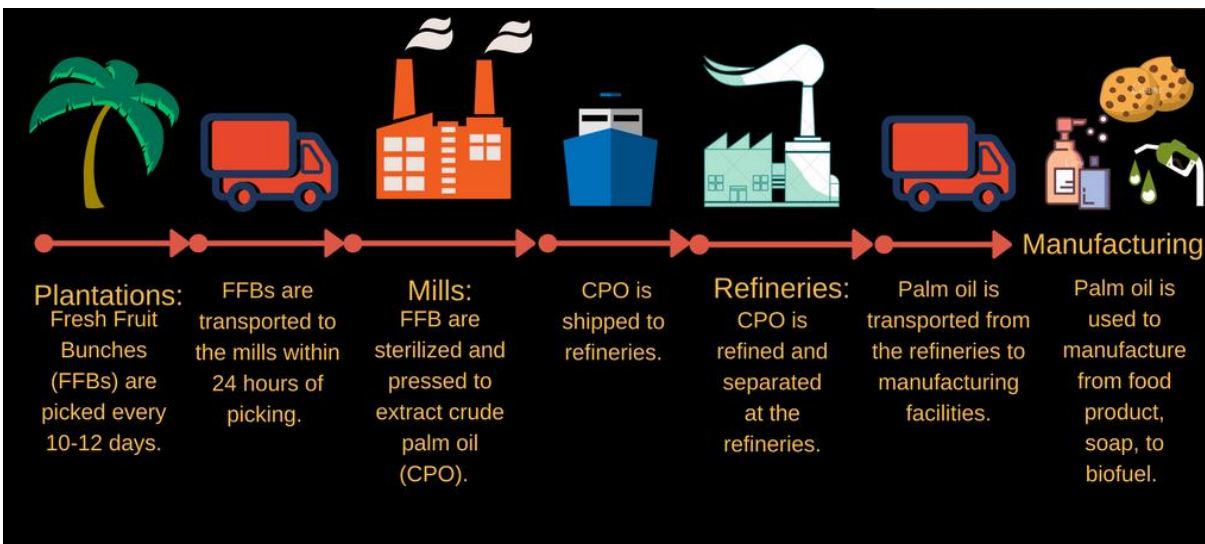 Plantations:
Fresh Fruit
Bunches
(FFBs) are
picked every
10-12 days.
FFBs are
transported to
the mills within
24 hours of
picking.
Mills:
FFB are
sterilized and
pressed to
extract crude
palm oil
(CPO).
CPO is
shipped to
refineries.
Refineries:
CPO is
refined and
separated
at the
refineries.
Palm oil is
transported from
the refineries to
manufacturing
facilities.
Manufacturing
Palm oil is
used to
manufacture
from food
product,
soap, to
biofuel.